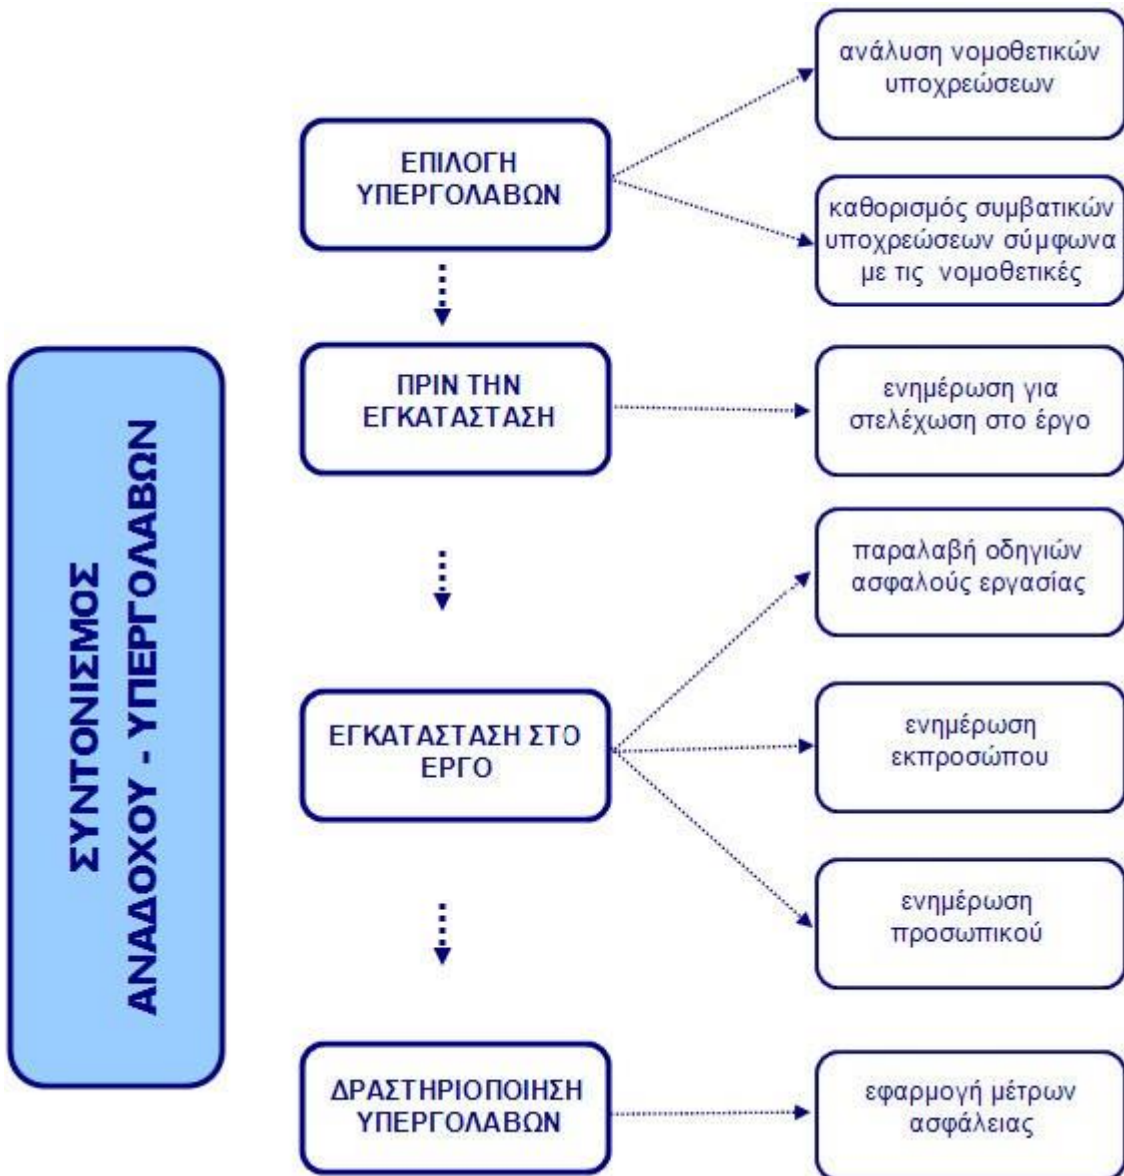 ΣΥΝΤΟΝΙΣΜΟΣ
ΑΝΑΔΟΧΟΥ - ΥΠΕΡΓΟΛΑΒΩΝ
ΕΠΙΛΟΓΗ
ΥΠΕΡΓΟΛΑΒΩΝ
ανάλυση νομοθετικών
υποχρεώσεων
καθορισμός συμβατικών
υποχρεώσεων σύμφωνα
με τις νομοθετικές
ΠΡΙΝ ΤΗΝ
ΕΓΚΑΤΑΣΤΑΣΗ
ενημέρωση για
στελέχωση στο έργο
ΕΓΚΑΤΑΣΤΑΣΗ ΣΤΟ
ΕΡΓΟ
παραλαβή οδηγιών
ασφαλούς εργασίας
ενημέρωση
εκπροσώπου
ενημέρωση
προσωπικού
ΔΡΑΣΤΗΡΙΟΠΟΙΗΣΗ
ΥΠΕΡΓΟΛΑΒΩΝ
εφαρμογή μέτρων
ασφάλειας